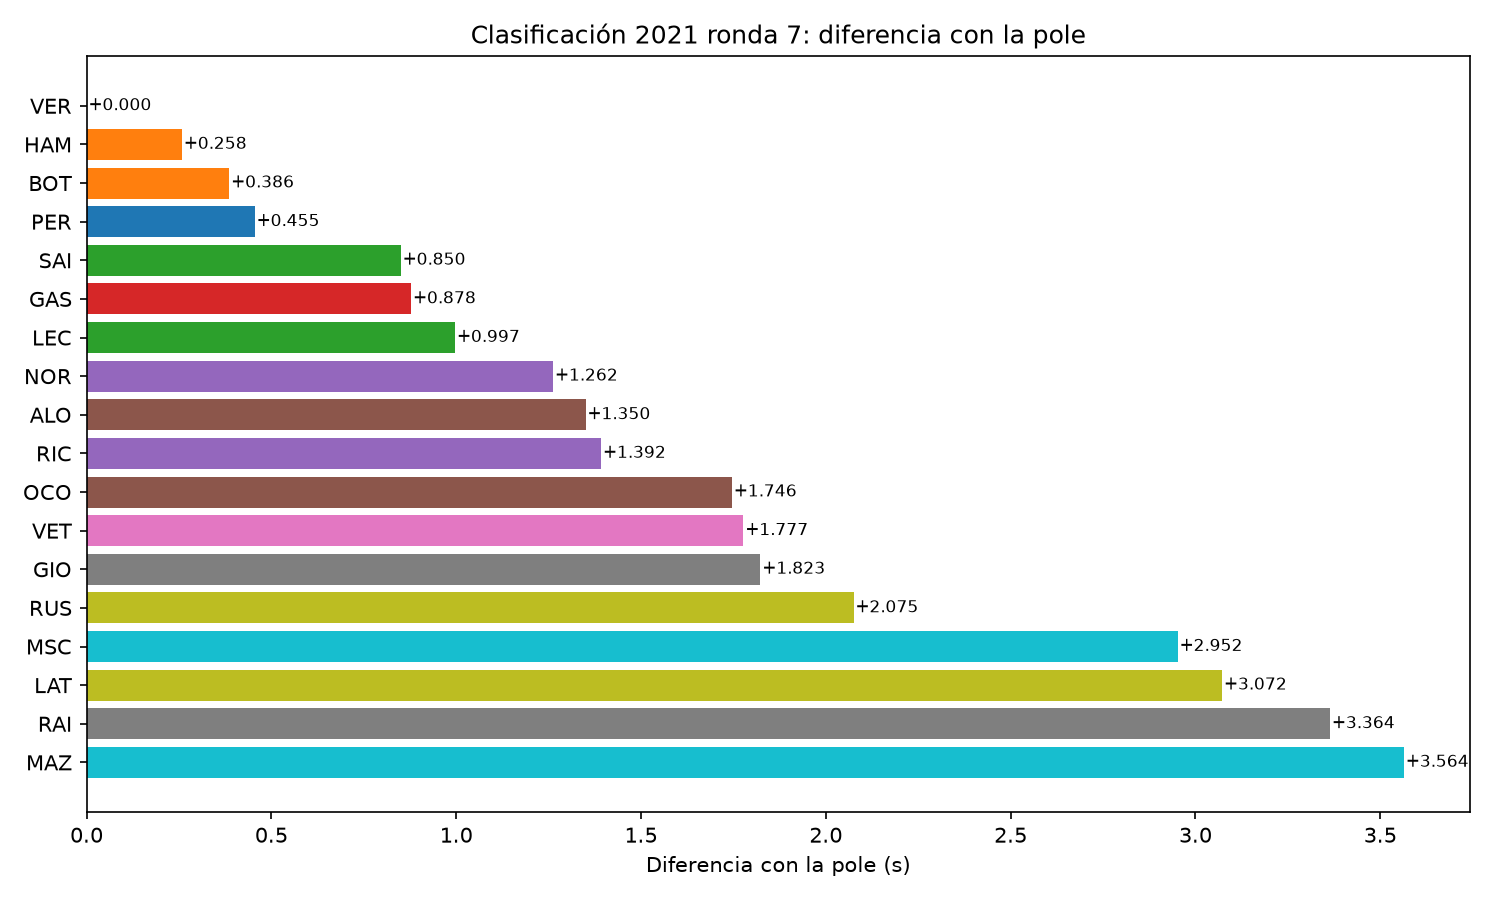 Clasificación 2021 ronda 7: diferencia con la pole
VER +0.000
HAM +0.258
BOT +0.386
PER +0.455
SAI +0.850
GAS +0.878
LEC +0.997
NOR +1.262
ALO +1.350
RIC +1.392
OCO +1.746
VET +1.777
GIO +1.823
RUS +2.075
MSC +2.952
LAT +3.072
RAI +3.364
MAZ +3.564
0.0 0.5 1.0 1.5 2.0 2.5 3.0 3.5
Diferencia con la pole (s)